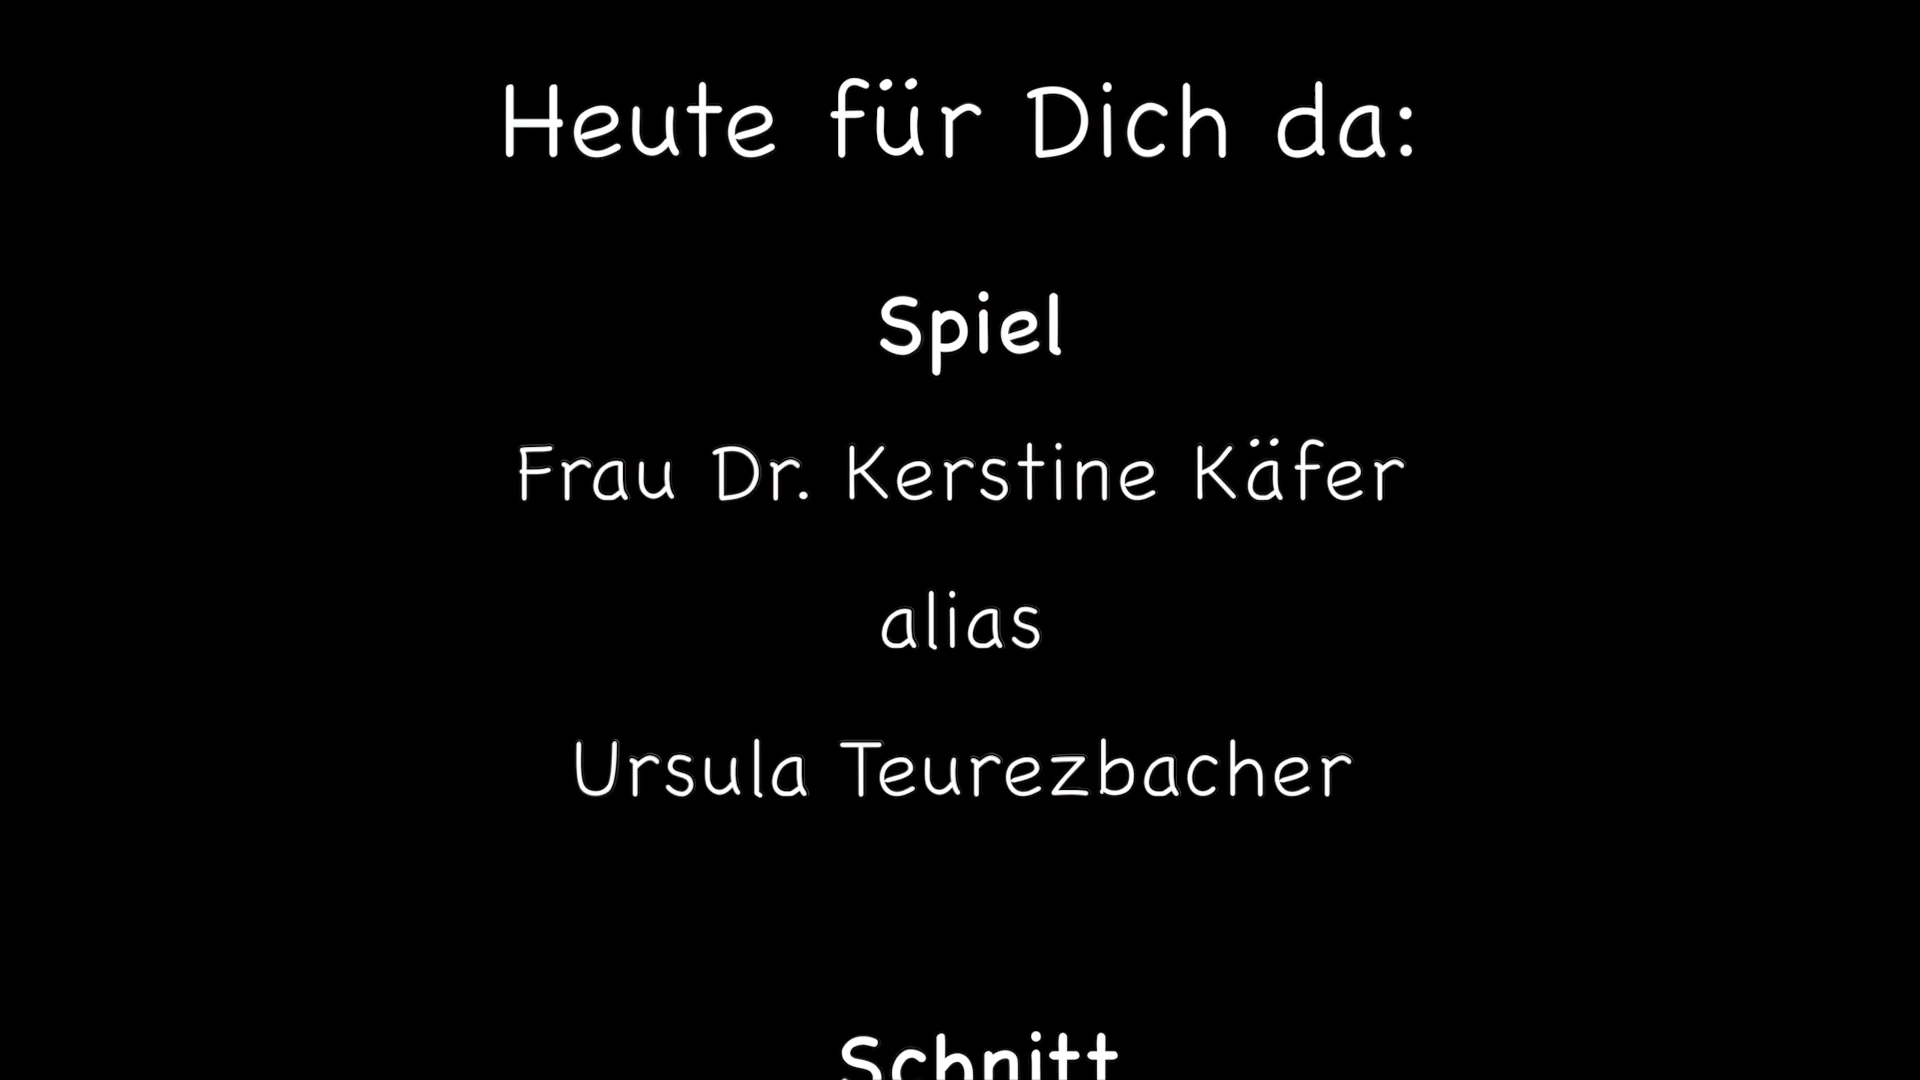 Heute für Dich da:
Spiel
Frau Dr. Kerstine Käfer
alias
Ursula Teurezbacher
Schnitt